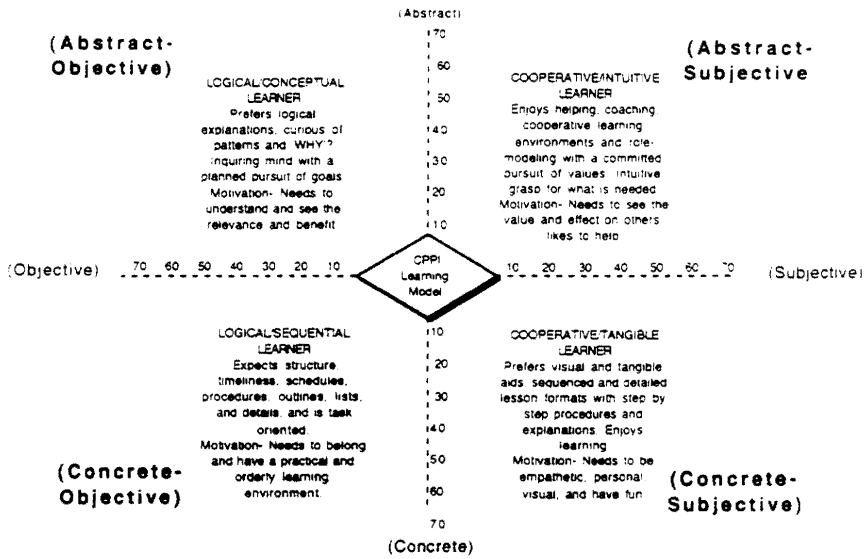 (Abstract)
(Abstract-
Objective)
(Abstract-
Subjective
70
60
50
40
30
20
10
LOGICAL/CONCEPTUAL
LEARNER
Prefers logical
explanations, curious of
patterns and WHY?
Inquiring mind with a
planned pursuit of goals
Motivation- Needs to
understand and see the
relevance and benefit
COOPERATIVE/INTUITIVE
LEARNER
Enjoys helping, coaching,
cooperative learning
environments and role-
modeling with a committed
pursuit of values. Intuitive
grasp for what is needed
Motivation- Needs to see the
value and effect on others
likes to help
(Objective)
70 60 50 40 30 20 10
CPPI
Learning
Model
10 20 30 40 50 60 70
(Subjective)
LOGICAL/SEQUENTIAL
LEARNER
Expects structure,
timeliness, schedules,
procedures, outlines, lists,
and details, and is task
oriented.
Motivation- Needs to belong
and have a practical and
orderly learning
environment.
10
20
30
40
50
60
70
COOPERATIVE/TANGIBLE
LEARNER
Prefers visual and tangible
aids, sequenced and detailed
lesson formats with step by
step procedures and
explanations. Enjoys
learning
Motivation- Needs to be
empathetic, personal,
visual, and have fun
(Concrete-
Objective)
(Concrete-
Subjective)
(Concrete)